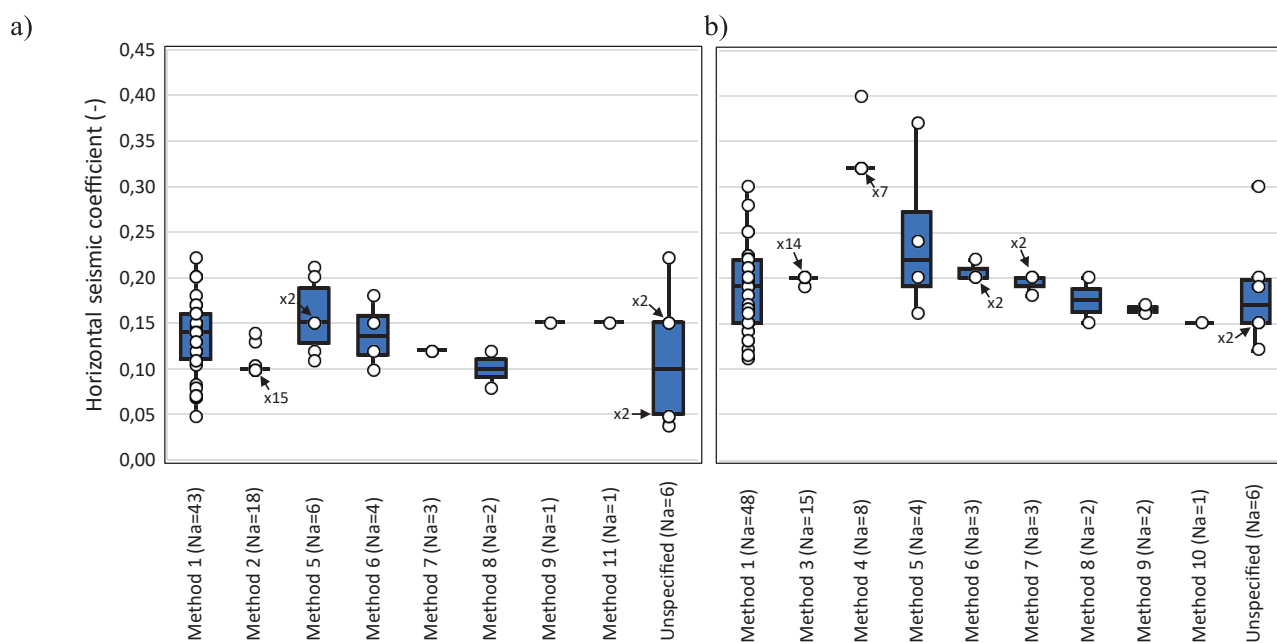 a)
b)
Horizontal seismic coefficient (-)
0,45
0,40
0,35
0,30
0,25
0,20
0,15
0,10
0,05
0,00
x15
x2
x2
x2
x14
x7
x2
x2
x2
Method 1 (Na=43)
Method 2 (Na=18)
Method 5 (Na=6)
Method 6 (Na=4)
Method 7 (Na=3)
Method 8 (Na=2)
Method 9 (Na=1)
Method 11 (Na=1)
Unspecified (Na=6)
Method 1 (Na=48)
Method 3 (Na=15)
Method 4 (Na=8)
Method 5 (Na=4)
Method 6 (Na=3)
Method 7 (Na=3)
Method 8 (Na=2)
Method 9 (Na=2)
Method 10 (Na=1)
Unspecified (Na=6)